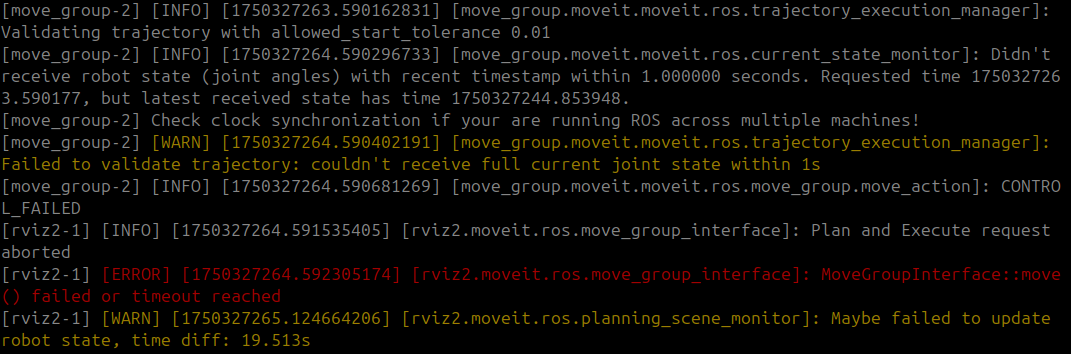 [move_group-2] [INFO] [1750327263.590162831] [move_group.moveit.moveit.ros.trajectory_execution_manager]:
Validating trajectory with allowed_start_tolerance 0.01
[move_group-2] [INFO] [1750327264.590296733] [move_group.moveit.moveit.ros.current_state_monitor]: Didn't
receive robot state (joint angles) with recent timestamp within 1.000000 seconds. Requested time 175032726
3.590177, but latest received state has time 1750327244.853948.
[move_group-2] Check clock synchronization if your are running ROS across multiple machines!
[move_group-2] [WARN] [1750327264.590402191] [move_group.moveit.moveit.ros.trajectory_execution_manager]:
Failed to validate trajectory: couldn't receive full current joint state within 1s
[move_group-2] [INFO] [1750327264.590681269] [move_group.moveit.moveit.ros.move_group.move_action]: CONTRO
L_FAILED
[rviz2-1] [INFO] [1750327264.591535405] [rviz2.moveit.ros.move_group_interface]: Plan and Execute request
aborted
[rviz2-1] [ERROR] [1750327264.592305174] [rviz2.moveit.ros.move_group_interface]: MoveGroupInterface::move
() failed or timeout reached
[rviz2-1] [WARN] [1750327265.124664206] [rviz2.moveit.ros.planning_scene_monitor]: Maybe failed to update
robot state, time diff: 19.513s